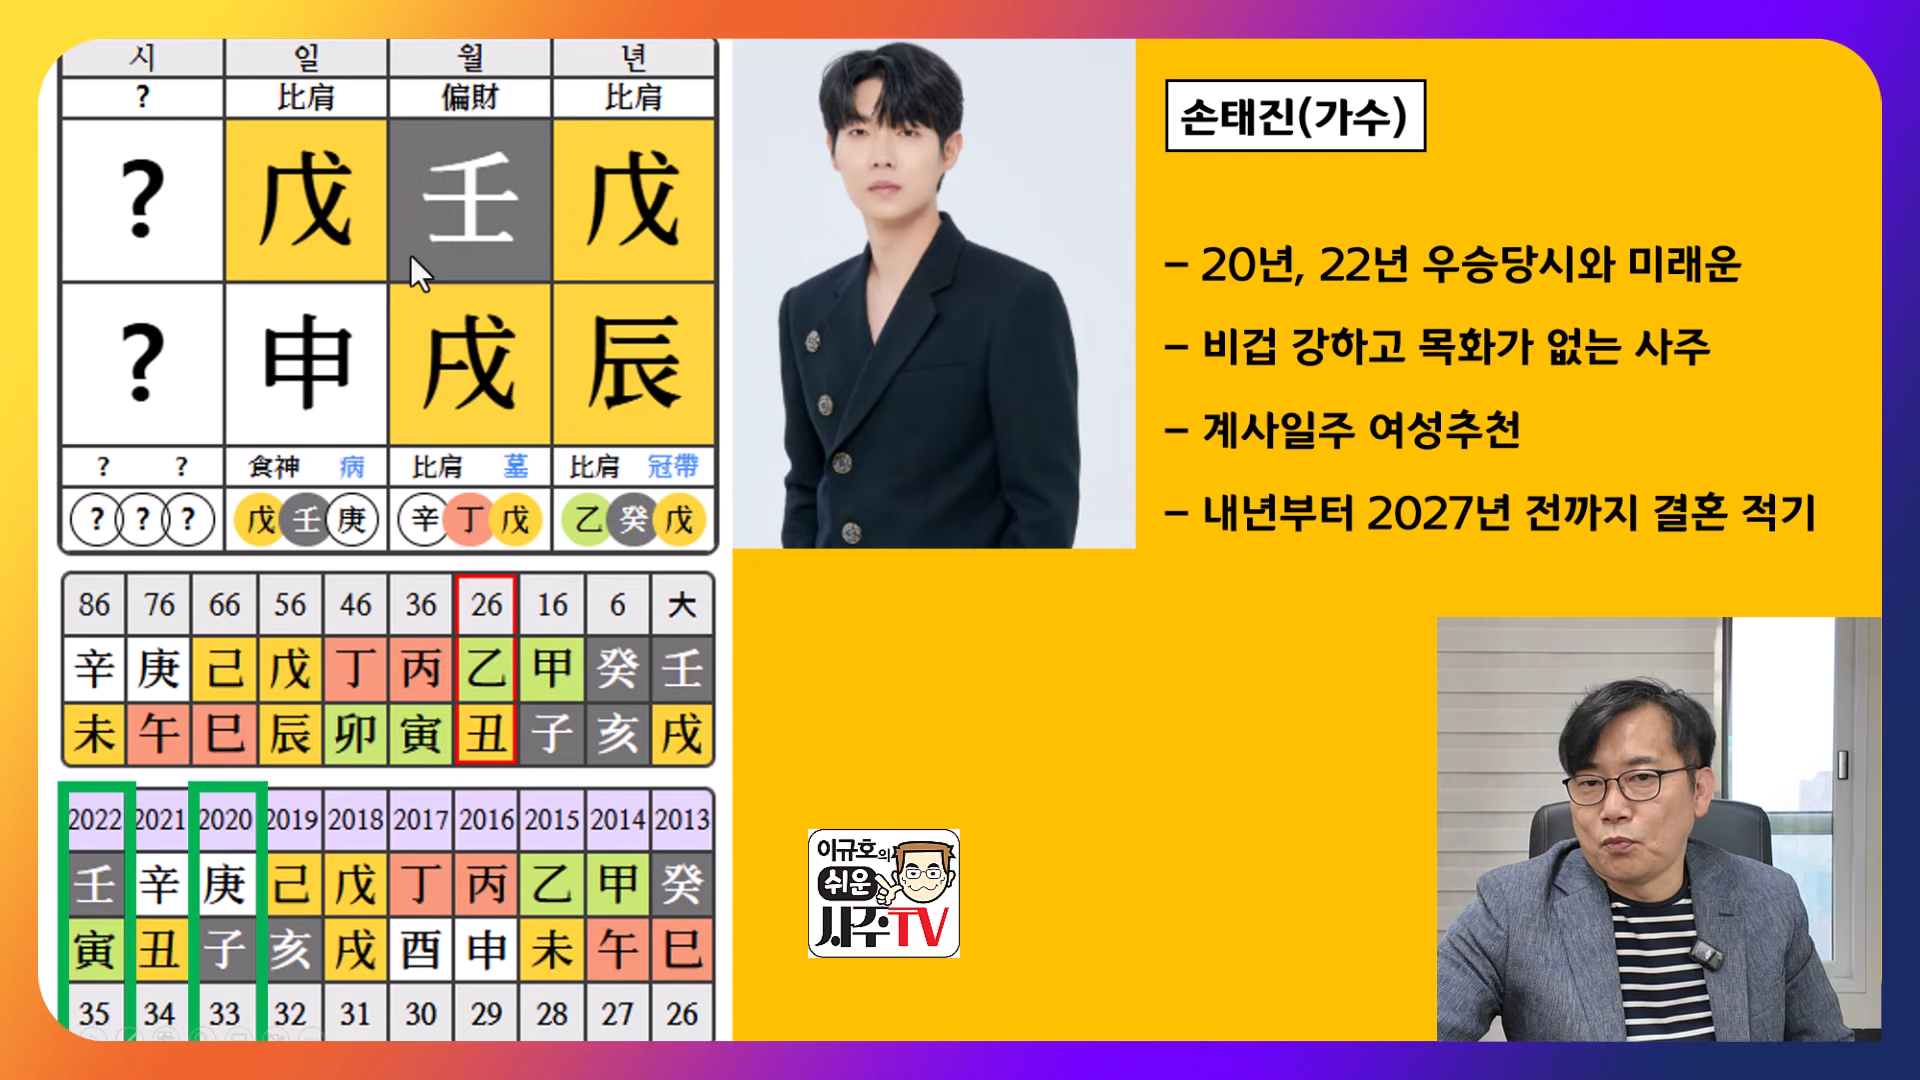 시 일 월 년
? 比肩 偏財 比肩
? 戊 壬 戊
? 申 戌 辰
? ? 食神 病 比肩 墓 比肩 冠帶
? ? ? 戊 壬 庚 辛 丁 戊 乙 癸 戊
86 76 66 56 46 36 26 16 6 大
辛 庚 己 戊 丁 丙 乙 甲 癸 壬
未 午 巳 辰 卯 寅 丑 子 亥 戌
2022 2021 2020 2019 2018 2017 2016 2015 2014 2013
壬 辛 庚 己 戊 丁 丙 乙 甲 癸
寅 丑 子 亥 戌 酉 申 未 午 巳
35 34 33 32 31 30 29 28 27 26
손태진(가수)
– 20년, 22년 우승당시와 미래운
– 비겁 강하고 목화가 없는 사주
– 계사일주 여성추천
– 내년부터 2027년 전까지 결혼 적기
이규호의
쉬운
사주TV